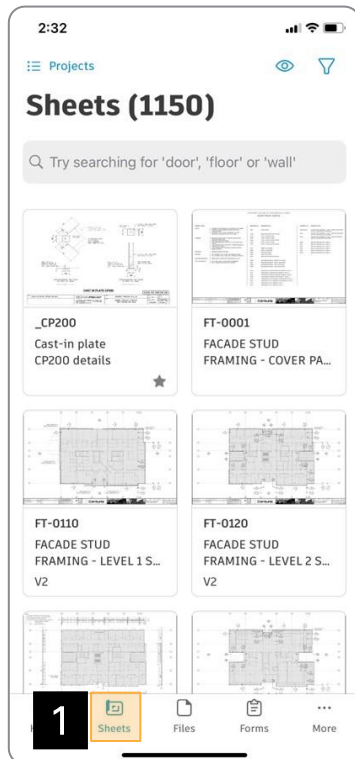 2:32
Projects
Sheets (1150)
Try searching for 'door', 'floor' or 'wall'
_CP200
Cast-in plate
CP200 details
FT-0001
FACADE STUD
FRAMING - COVER PA...
FT-0110
FACADE STUD
FRAMING - LEVEL 1 S...
V2
FT-0120
FACADE STUD
FRAMING - LEVEL 2 S...
V2
1
Sheets
Files
Forms
More